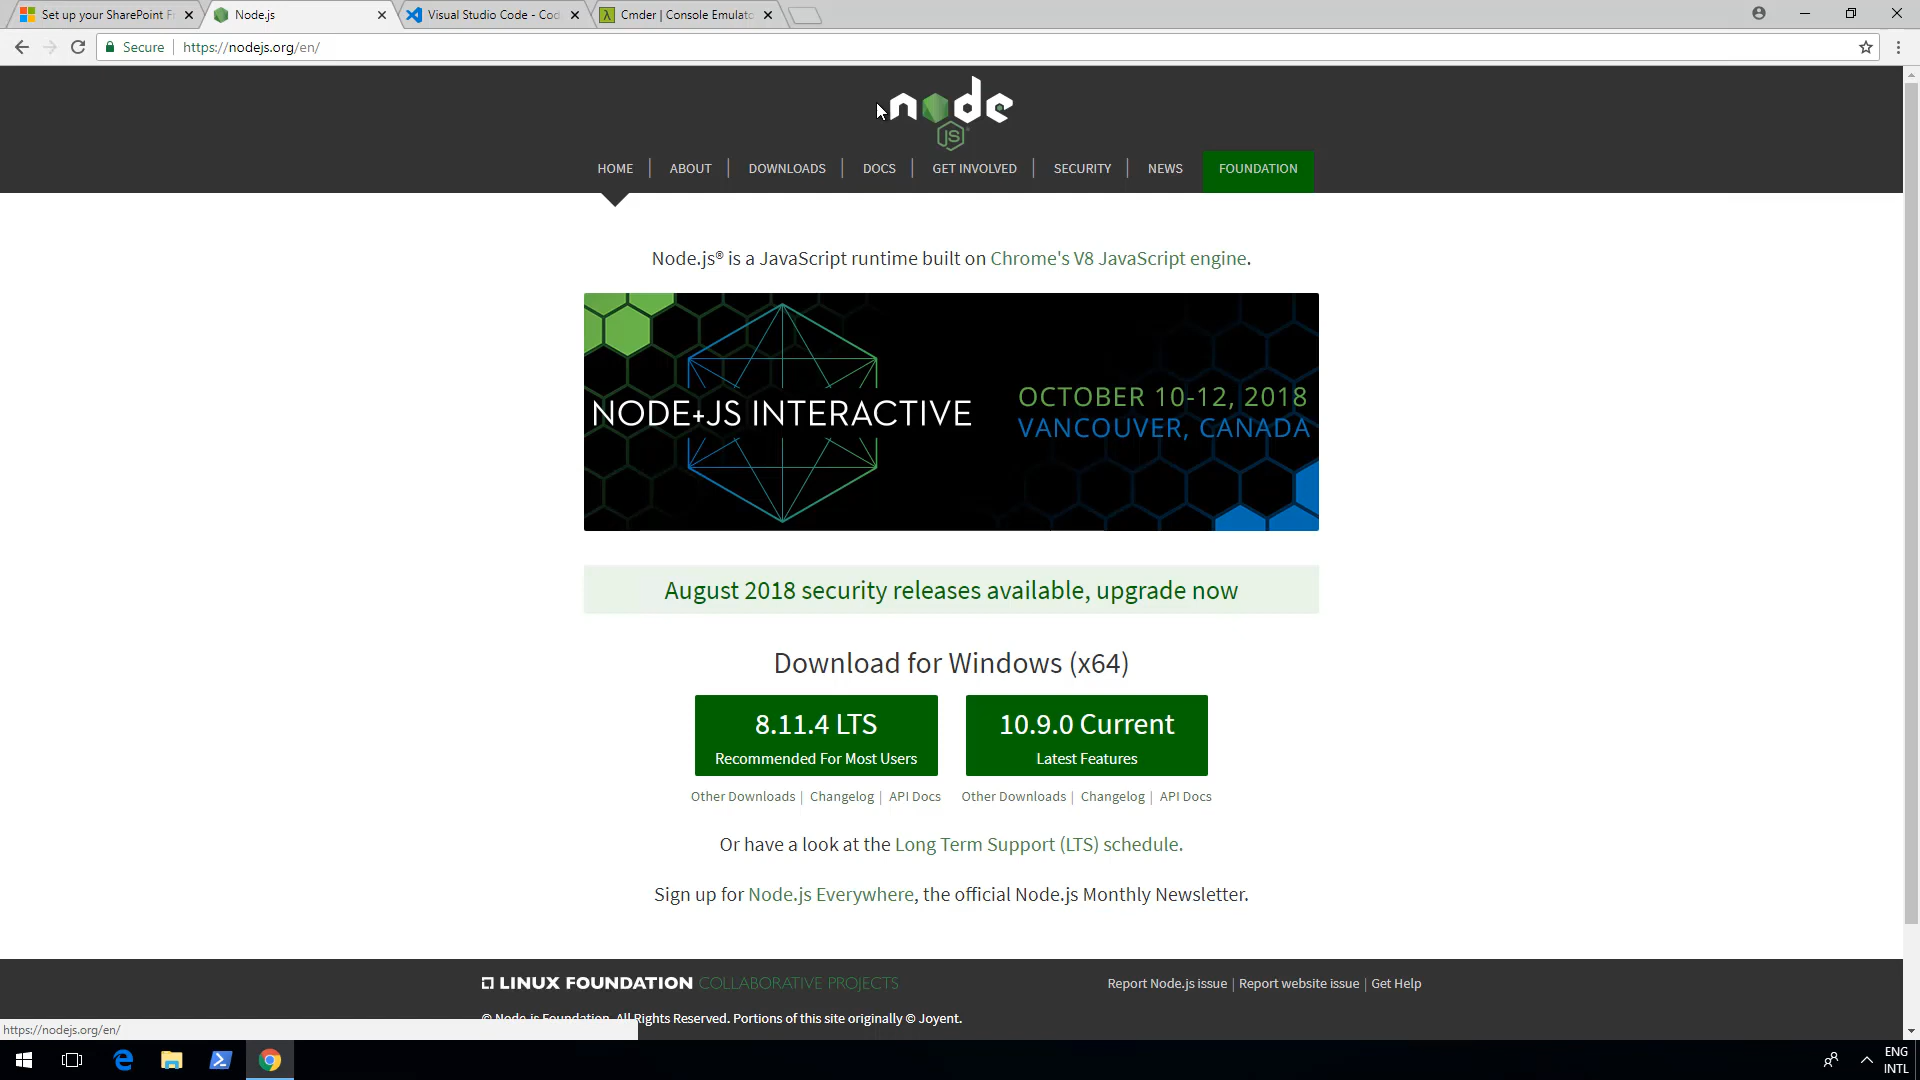 Set up your SharePoint F
Node.js
Visual Studio Code - Cod
Cmder | Console Emulato
Secure
https://nodejs.org/en/
node
JS
HOME
ABOUT
DOWNLOADS
DOCS
GET INVOLVED
SECURITY
NEWS
FOUNDATION
Node.js® is a JavaScript runtime built on Chrome's V8 JavaScript engine.
NODE+JS INTERACTIVE
OCTOBER 10-12, 2018
VANCOUVER, CANADA
August 2018 security releases available, upgrade now
Download for Windows (x64)
8.11.4 LTS
Recommended For Most Users
10.9.0 Current
Latest Features
Other Downloads | Changelog | API Docs
Other Downloads | Changelog | API Docs
Or have a look at the Long Term Support (LTS) schedule.
Sign up for Node.js Everywhere, the official Node.js Monthly Newsletter.
LINUX FOUNDATION COLLABORATIVE PROJECTS
Report Node.js issue | Report website issue | Get Help
© Node.js Foundation. All Rights Reserved. Portions of this site originally © Joyent.
https://nodejs.org/en/
ENG
INTL